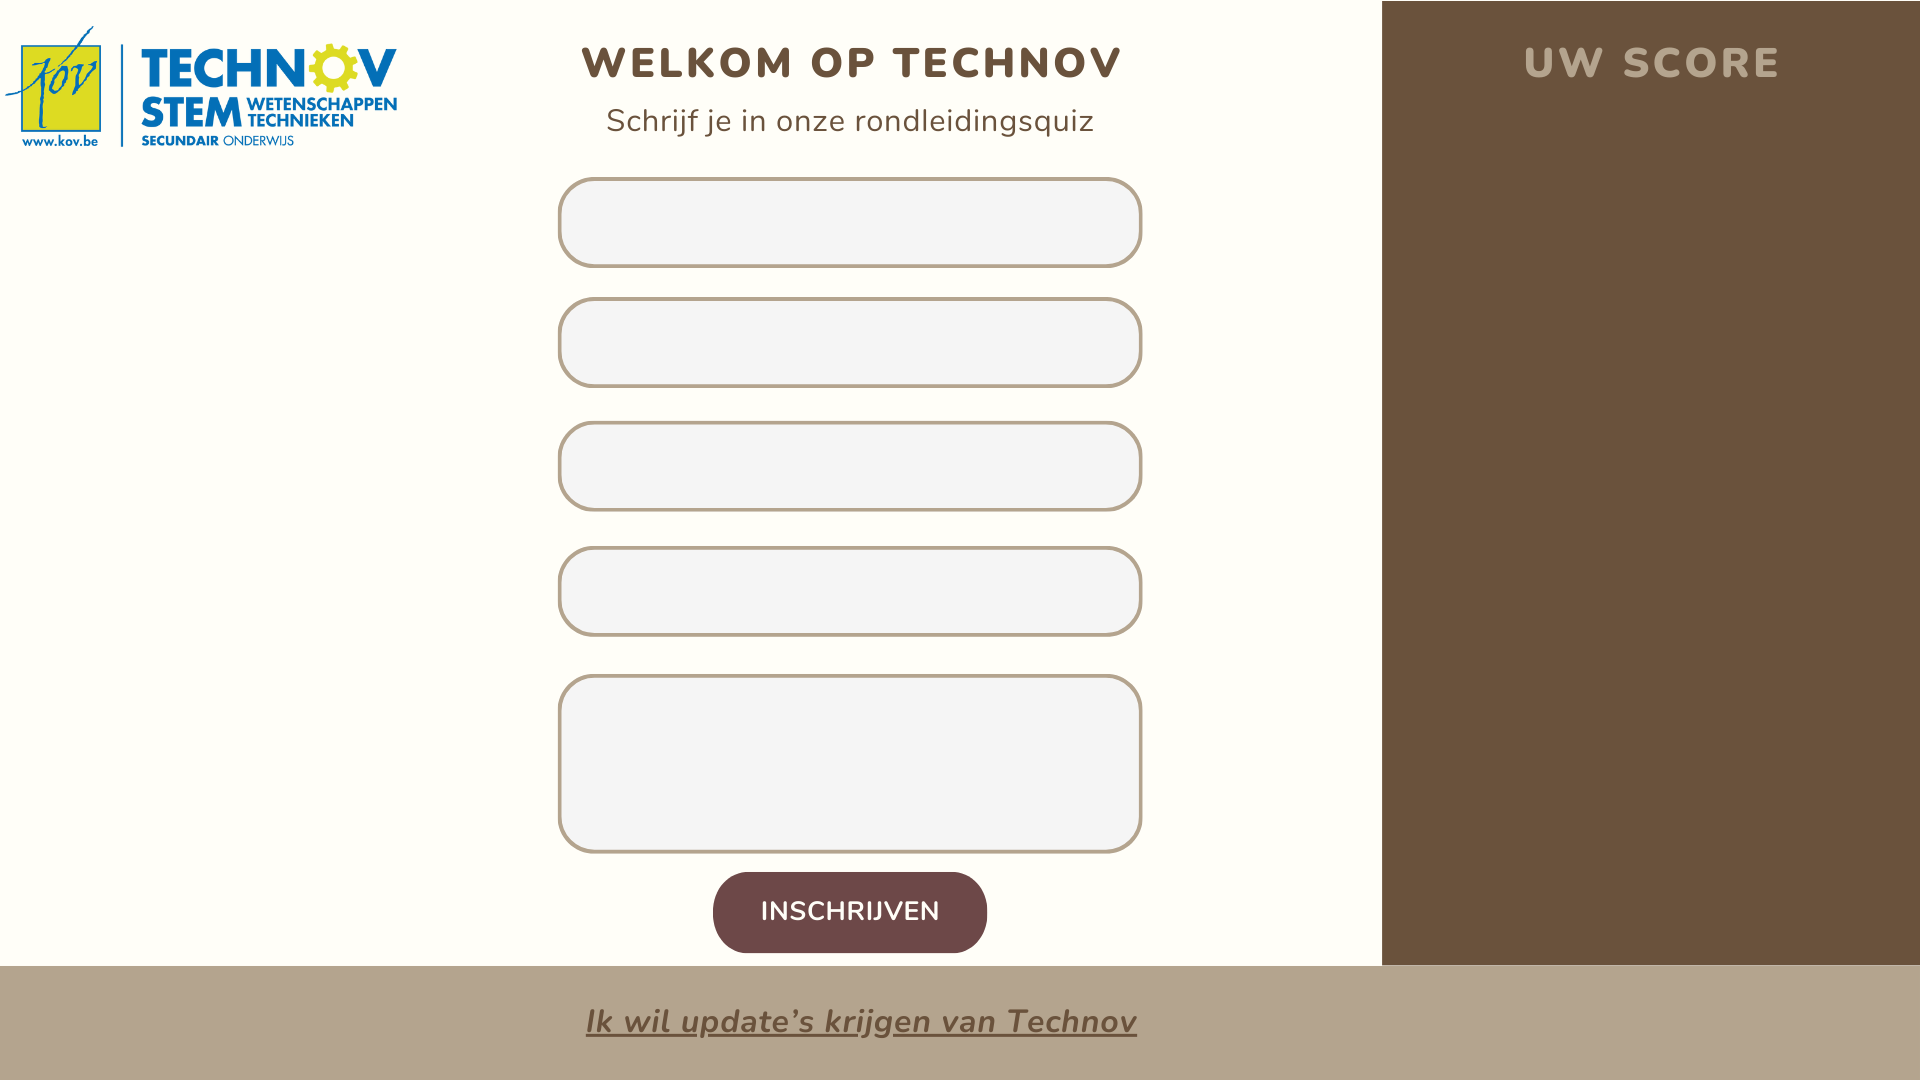 kov
www.kov.be
TECHNOV
STEM WETENSCHAPPEN
TECHNIEKEN
SECUNDAIR ONDERWIJS
WELKOM OP TECHNOV
Schrijf je in onze rondleidingsquiz
INSCHRIJVEN
UW SCORE
Ik wil update’s krijgen van Technov